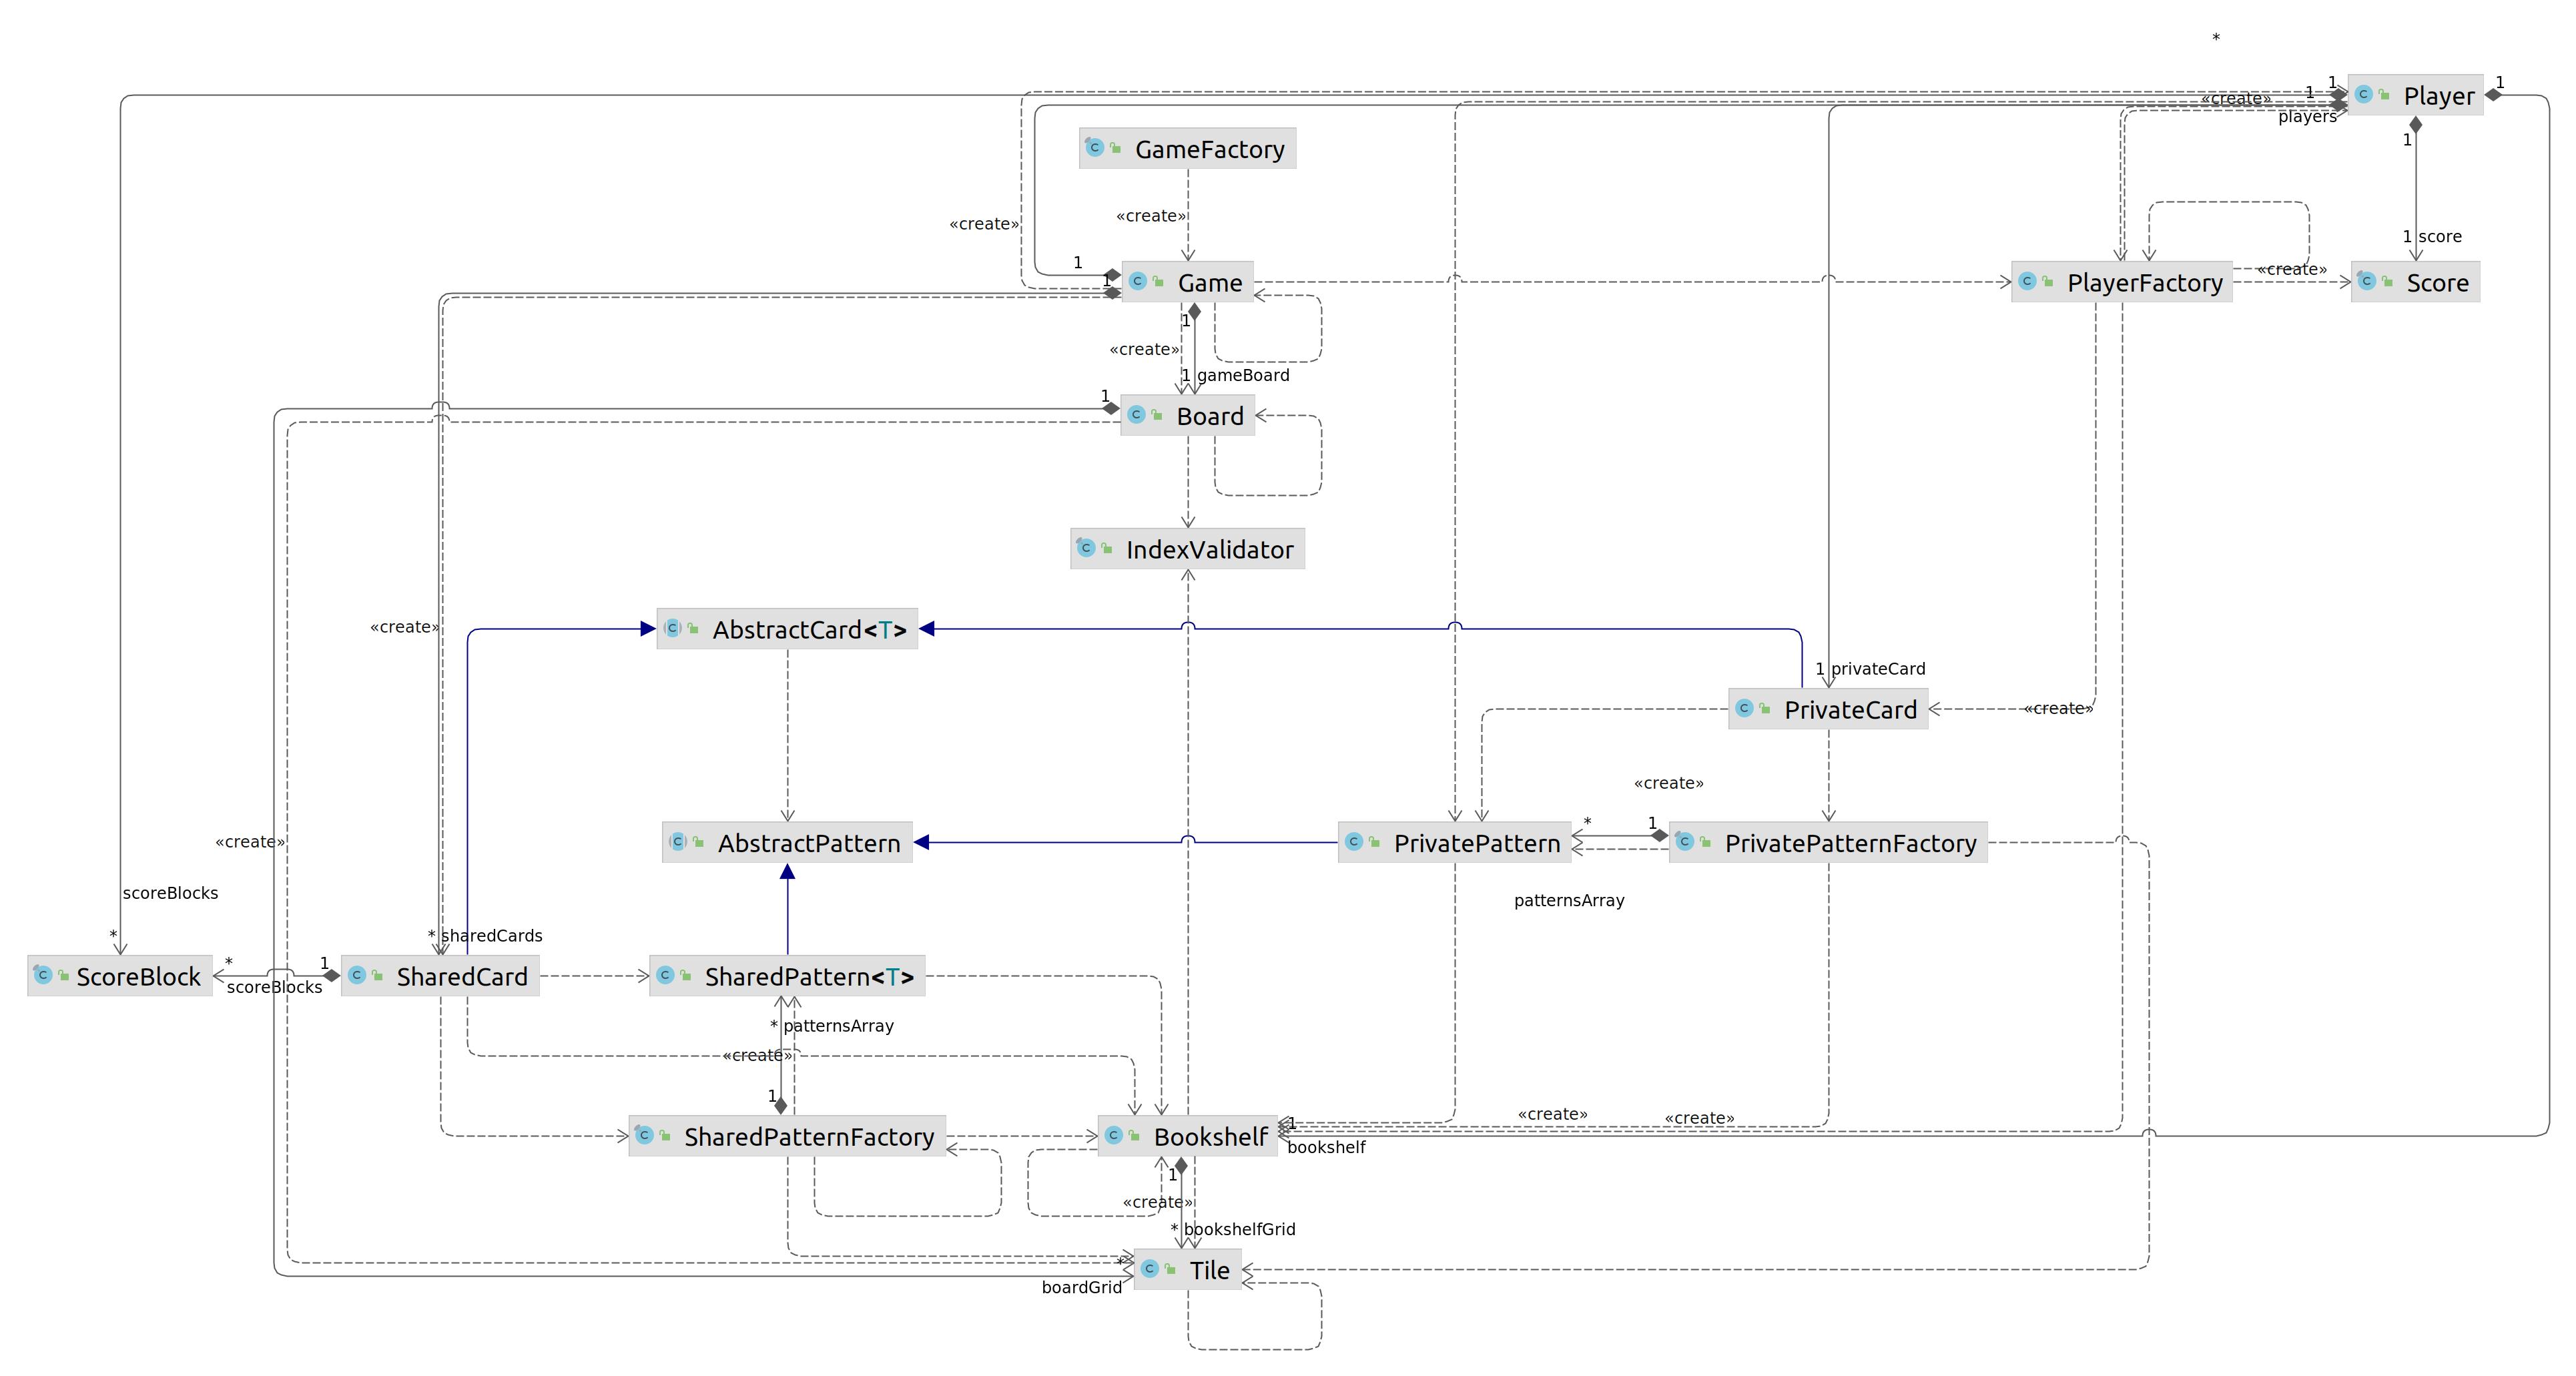 *
1
1
1
«create»
Player
players
GameFactory
1
«create»
«create»
1 score
1
«create»
1
Game
PlayerFactory
Score
1
«create»
1 gameBoard
1
Board
IndexValidator
«create»
AbstractCard<T>
1 privateCard
PrivateCard
«create»
«create»
* 1
«create»
AbstractPattern
PrivatePattern
PrivatePatternFactory
scoreBlocks
patternsArray
*
* sharedCards
* 1
ScoreBlock
scoreBlocks
SharedCard
SharedPattern<T>
* patternsArray
«create»
1
«create»
«create»
1
SharedPatternFactory
Bookshelf
bookshelf
1
«create»
* bookshelfGrid
*
Tile
boardGrid